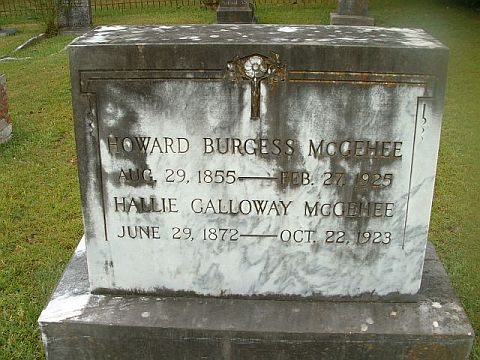 HOWARD BURGESS MCGEHEE
AUG. 29, 1855 — FEB. 27, 1925
HALLIE GALLOWAY MCGEHEE
JUNE 29, 1872 — OCT. 22, 1923